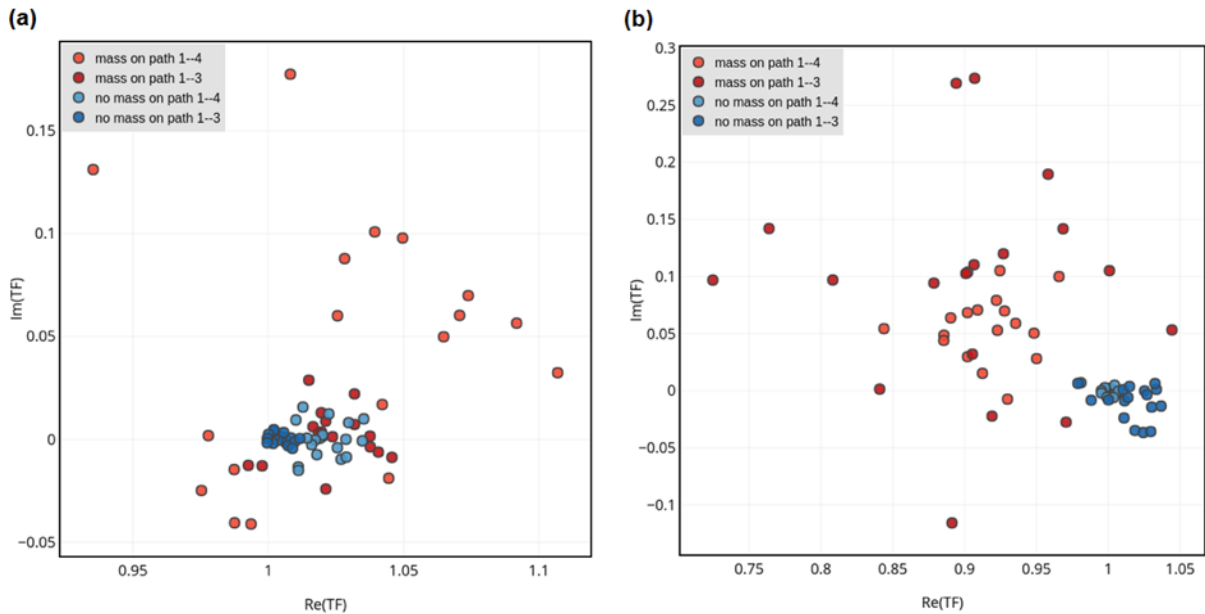 (a)
mass on path 1--4
mass on path 1--3
no mass on path 1--4
no mass on path 1--3
0.15
0.1
0.05
0
−0.05
Im(TF)
0.95
1
1.05
1.1
Re(TF)
(b)
mass on path 1--4
mass on path 1--3
no mass on path 1--4
no mass on path 1--3
0.3
0.25
0.2
0.15
0.1
0.05
0
−0.05
−0.1
Im(TF)
0.75
0.8
0.85
0.9
0.95
1
1.05
Re(TF)